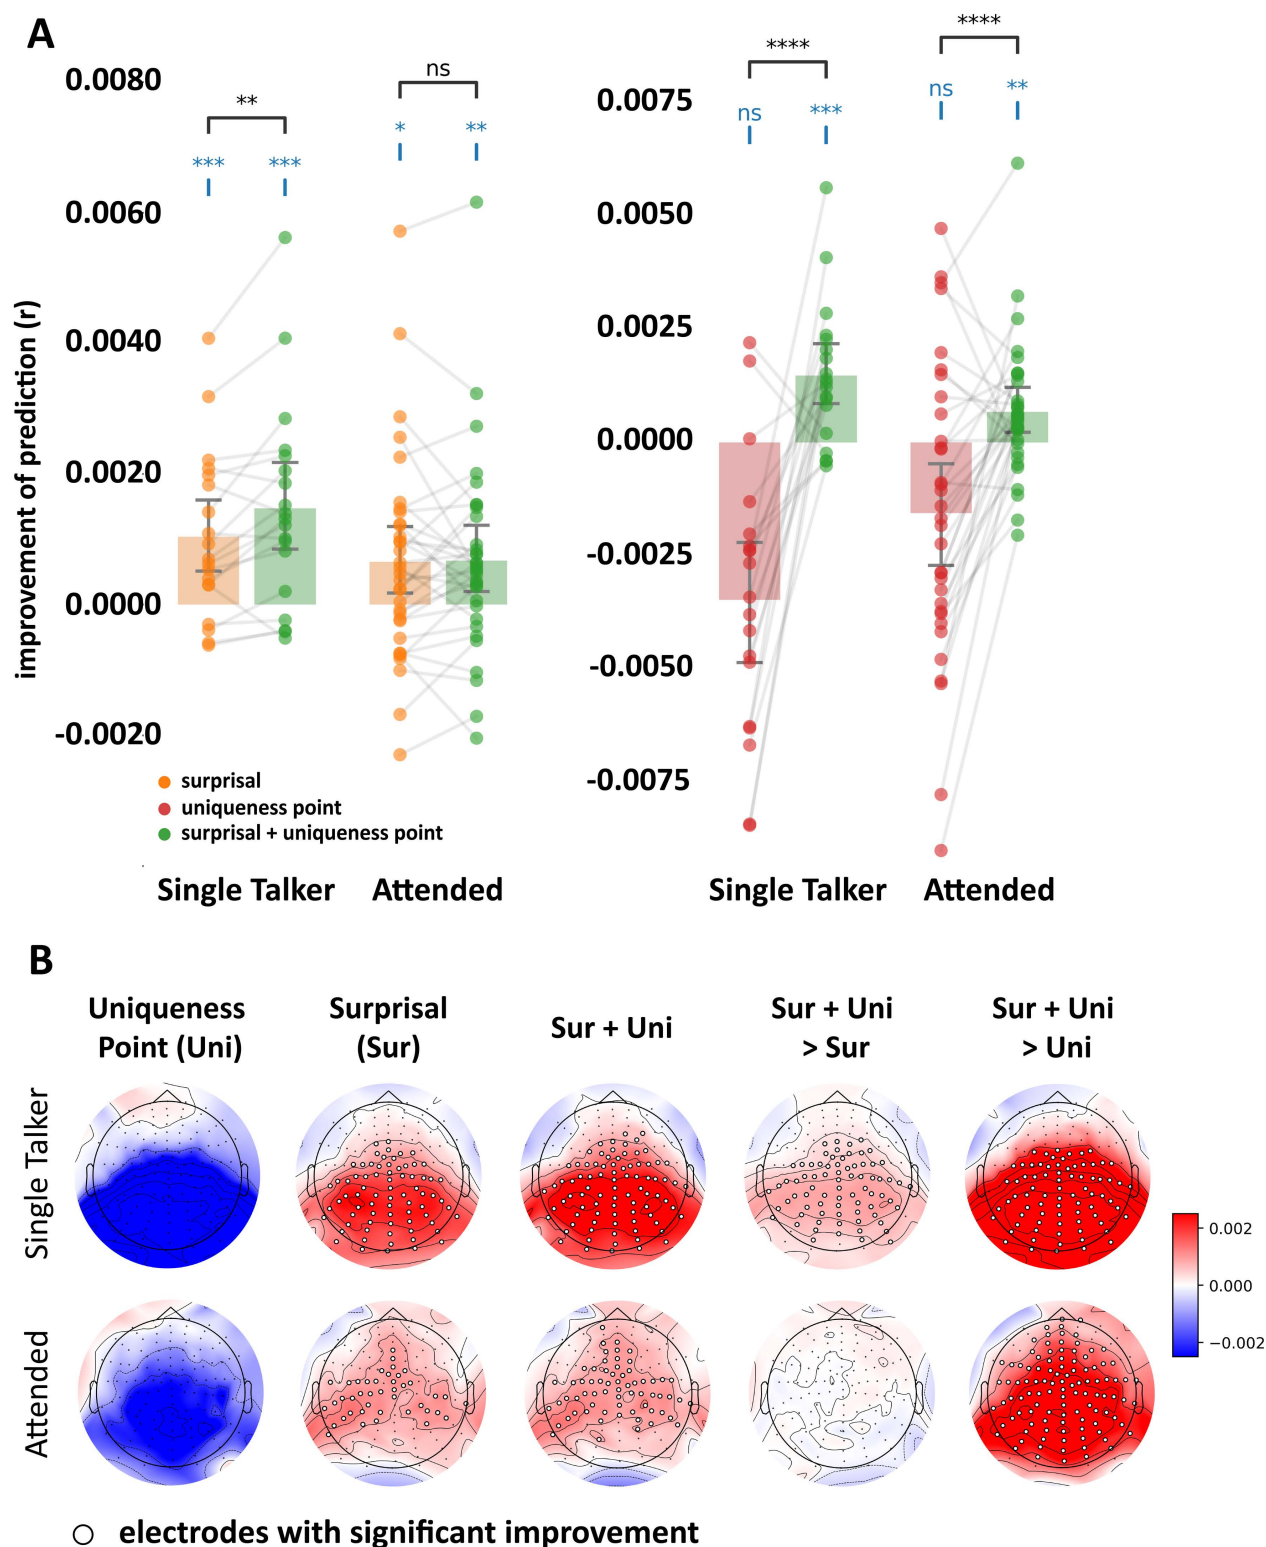 A
0.0080
0.0060
0.0040
0.0020
0.0000
-0.0020
improvement of prediction (r)
**
*** ***
ns
* **
surprisal
uniqueness point
surprisal + uniqueness point
Single Talker Attended
0.0075
0.0050
0.0025
0.0000
-0.0025
-0.0050
-0.0075
****
ns ***
****
ns **
Single Talker Attended
B
Uniqueness
Point (Uni)
Surprisal
(Sur)
Sur + Uni
Sur + Uni
> Sur
Sur + Uni
> Uni
Single Talker
Attended
0.002
0.000
−0.002
electrodes with significant improvement